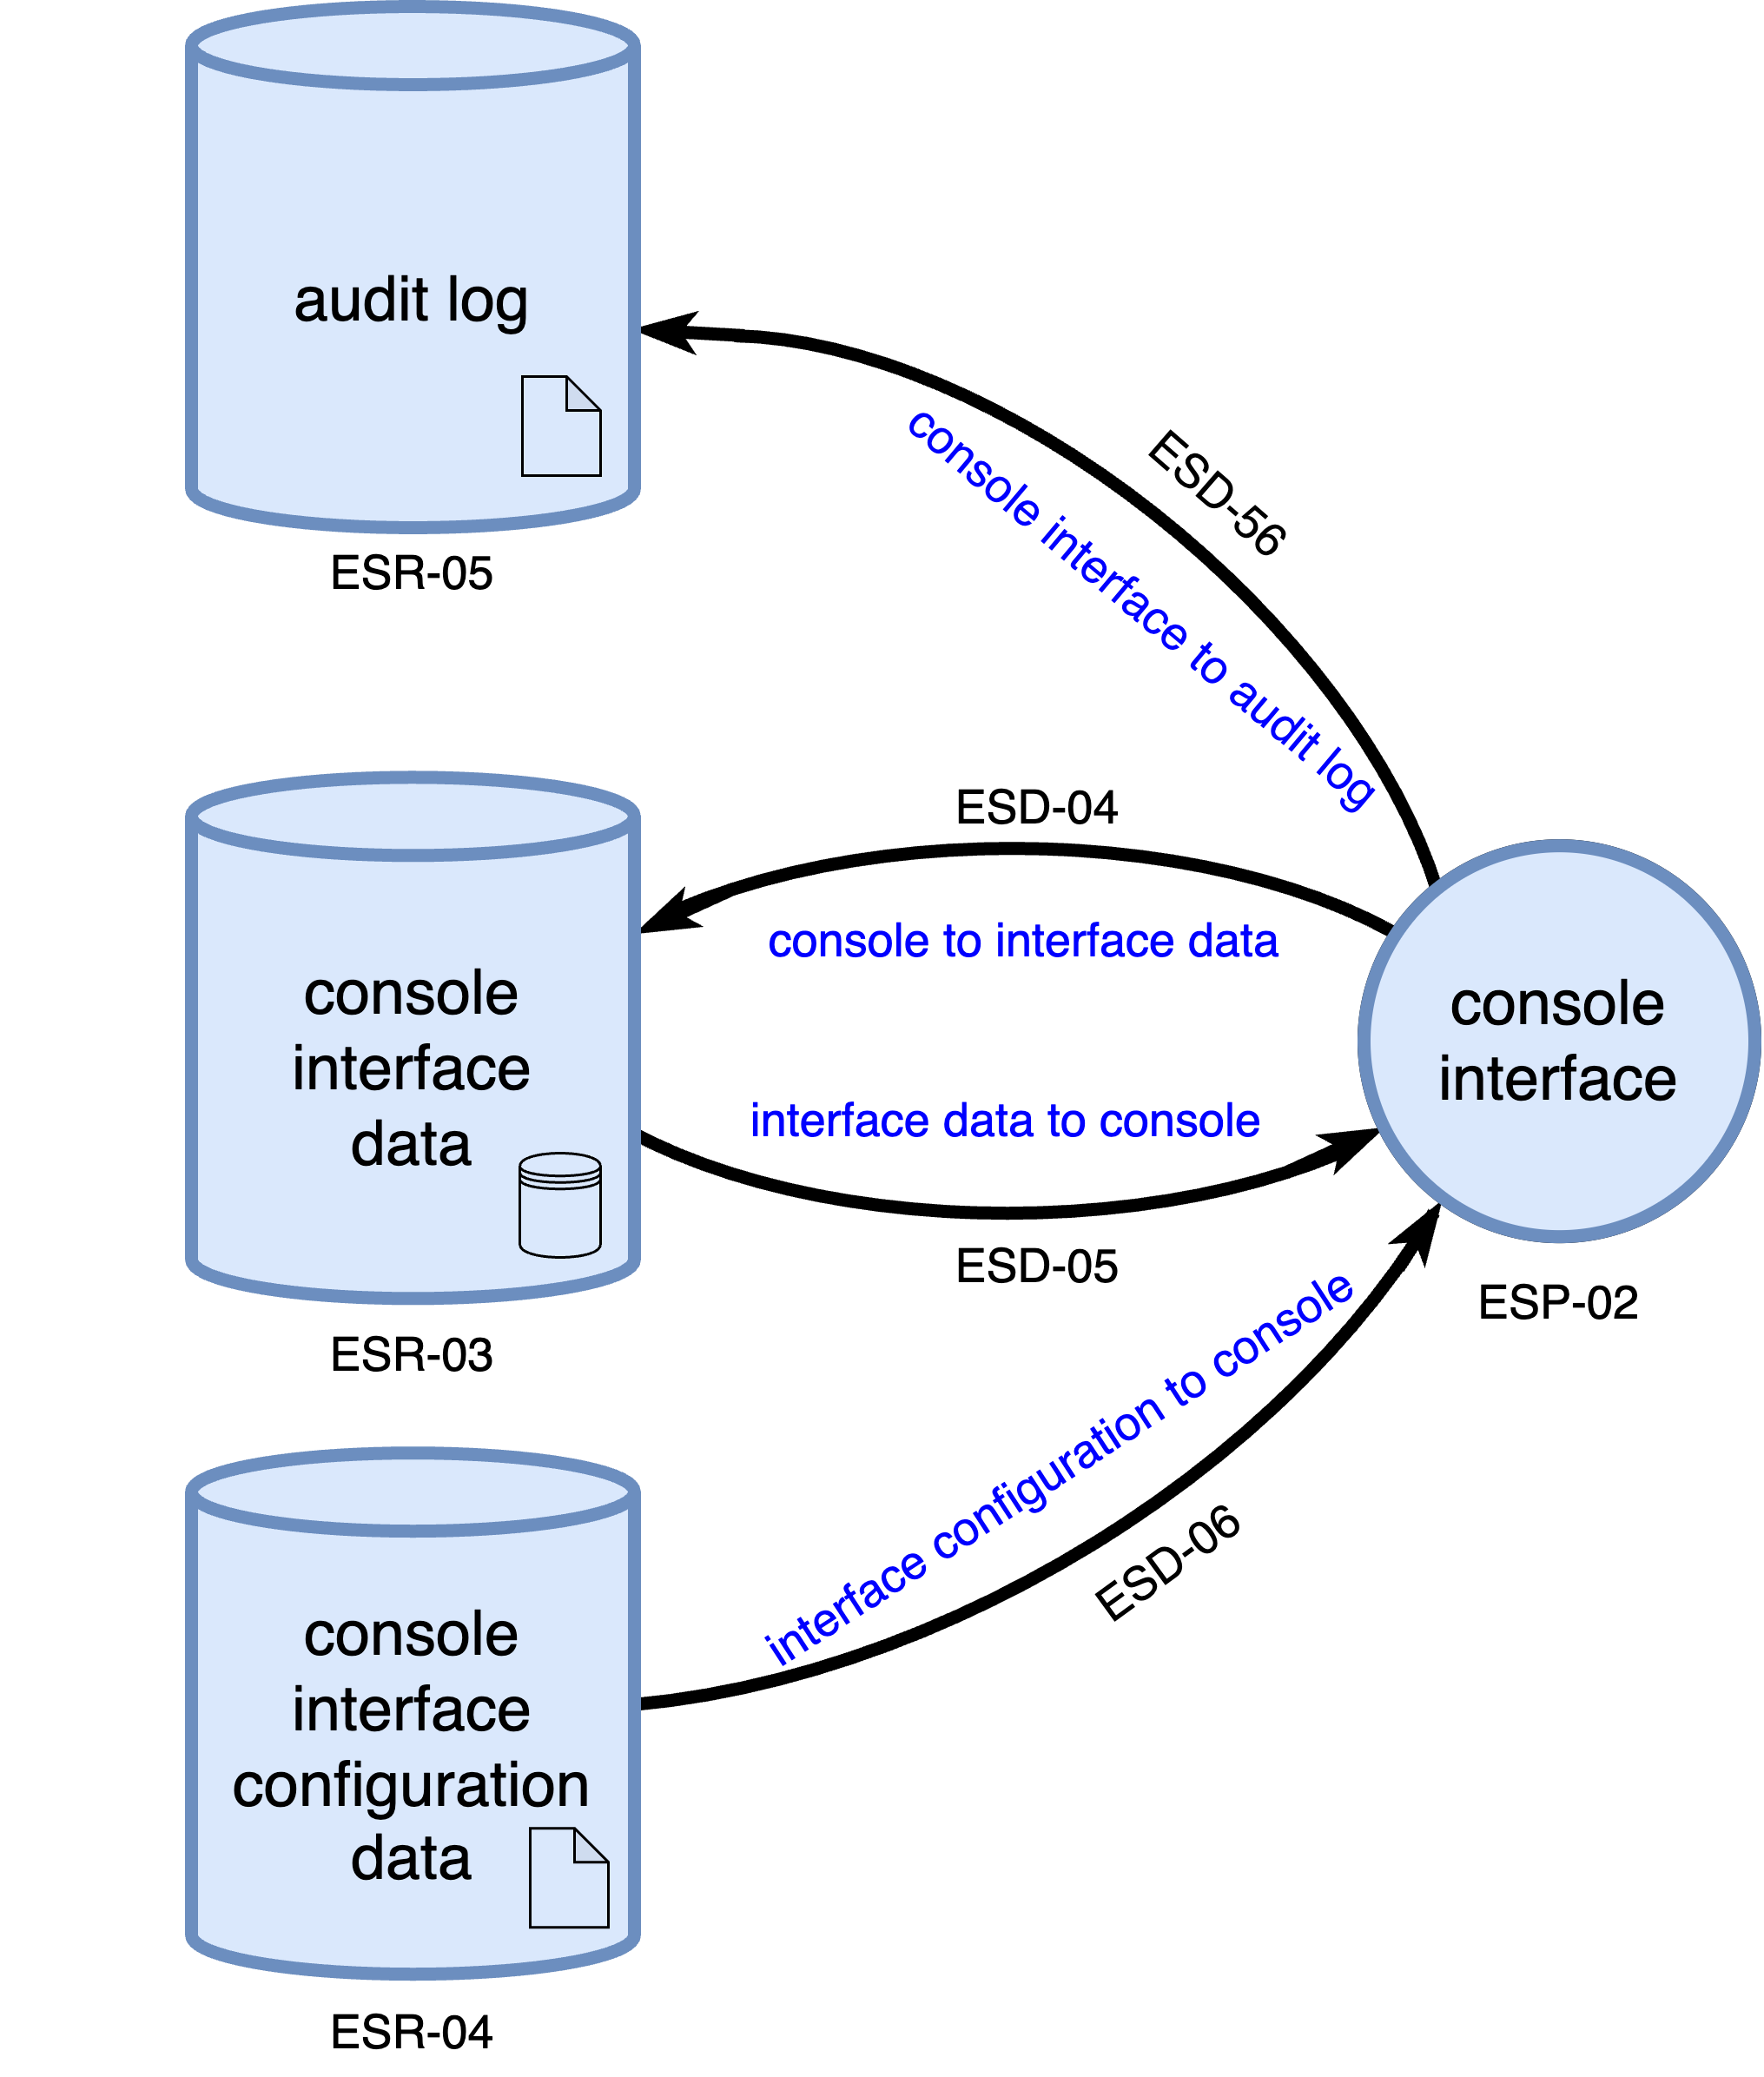 audit log
ESR-05
ESD-56
console interface to audit log
ESD-04
console to interface data
console
interface
data
interface data to console
ESD-05
ESR-03
console
interface
ESP-02
interface configuration to console
ESD-06
console
interface
configuration
data
ESR-04